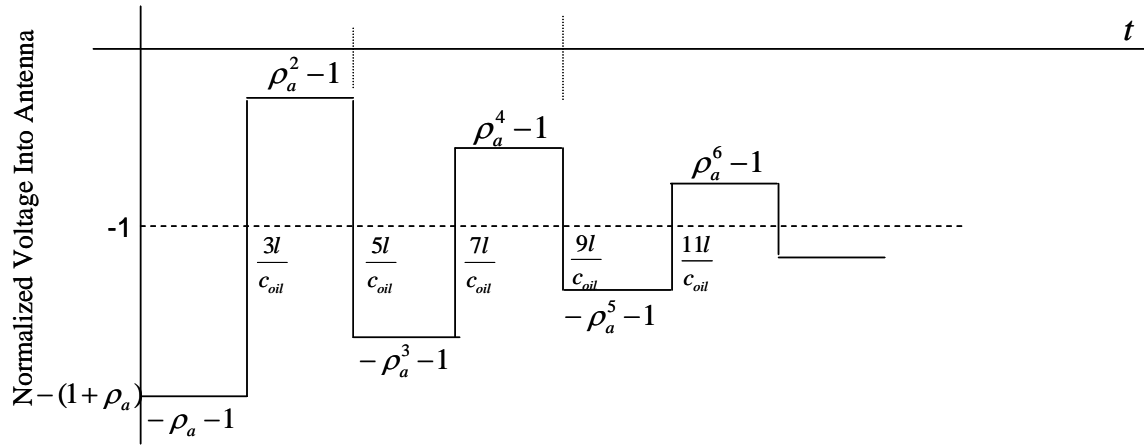 t
Normalized Voltage Into Antenna
ρₐ² −1
ρₐ⁴ −1
ρₐ⁶ −1
-1
3l/c_oil
5l/c_oil
7l/c_oil
9l/c_oil
11l/c_oil
−ρₐ⁵ −1
−ρₐ³ −1
−(1+ρₐ)
−ρₐ −1